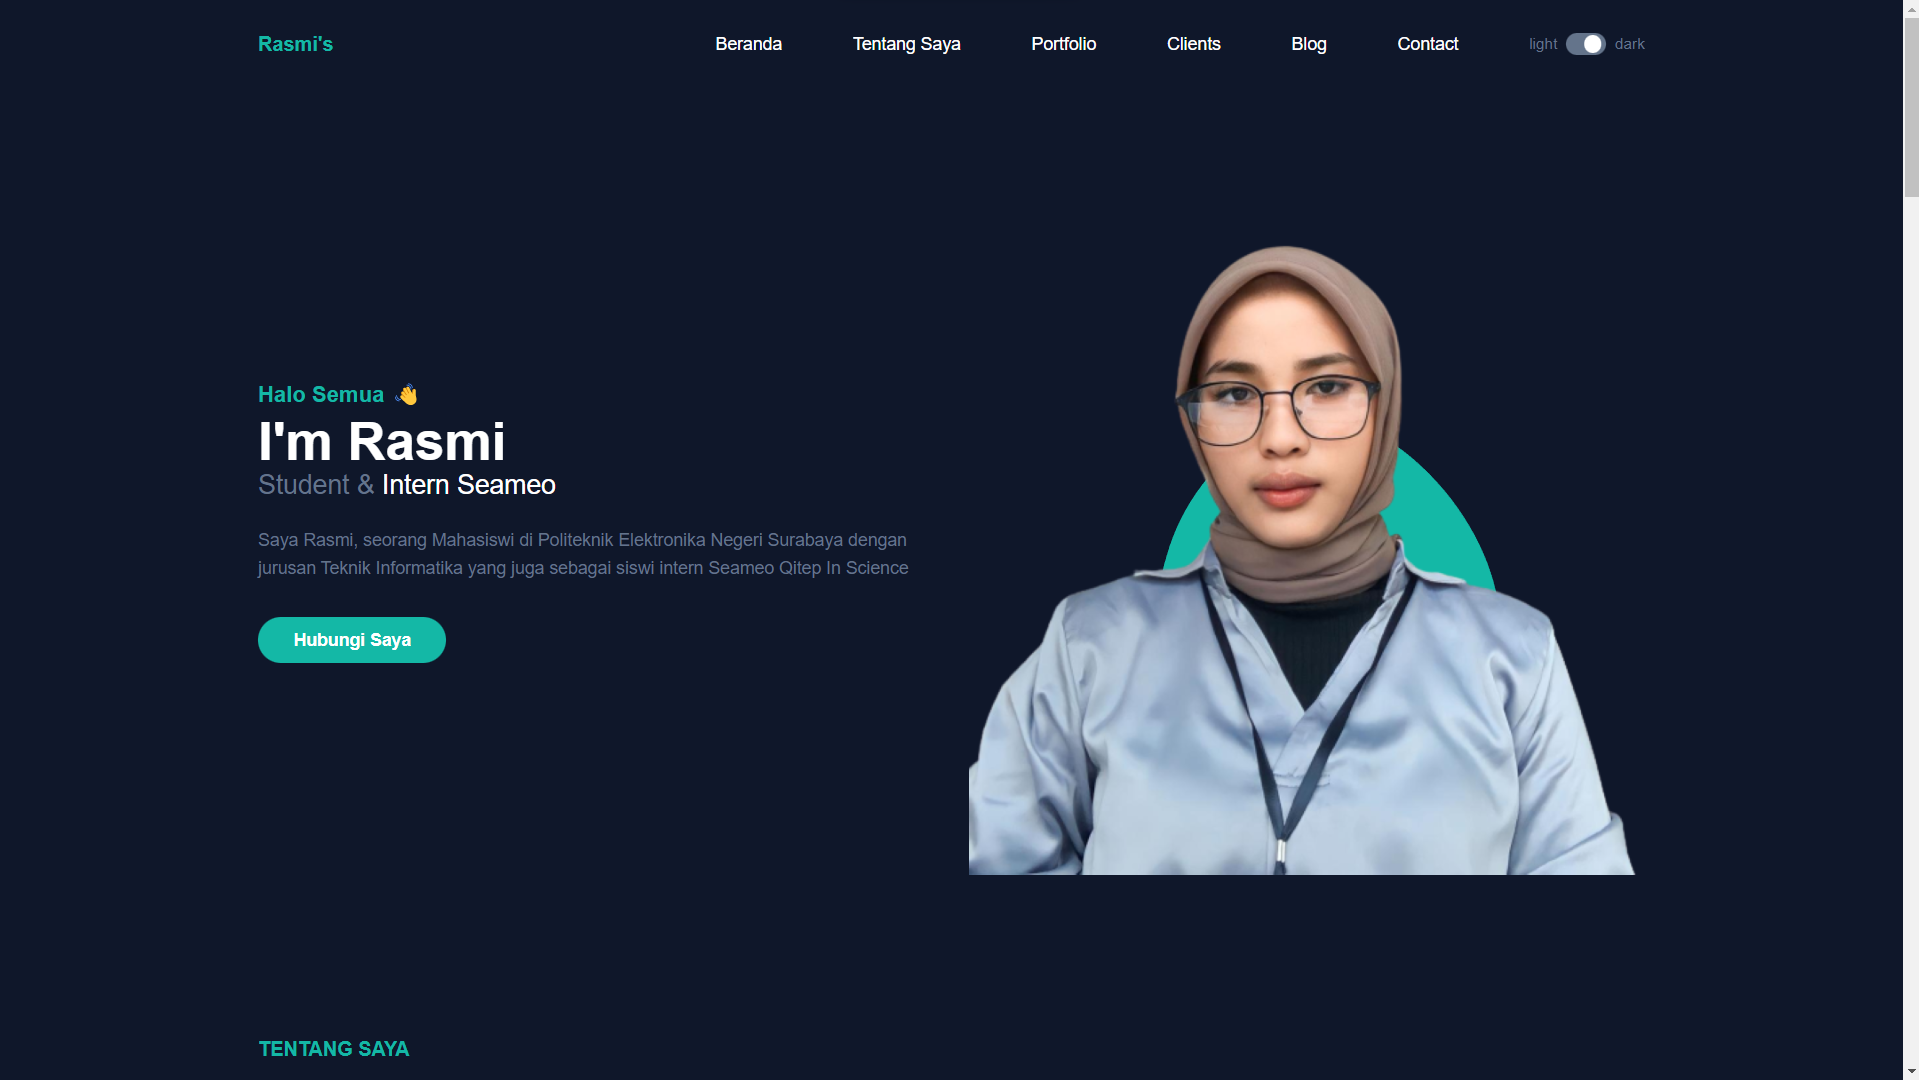 Rasmi's
Beranda
Tentang Saya
Portfolio
Clients
Blog
Contact
light
dark
Halo Semua 👋
I'm Rasmi
Student & Intern Seameo
Saya Rasmi, seorang Mahasiswi di Politeknik Elektronika Negeri Surabaya dengan
jurusan Teknik Informatika yang juga sebagai siswi intern Seameo Qitep In Science
Hubungi Saya
TENTANG SAYA